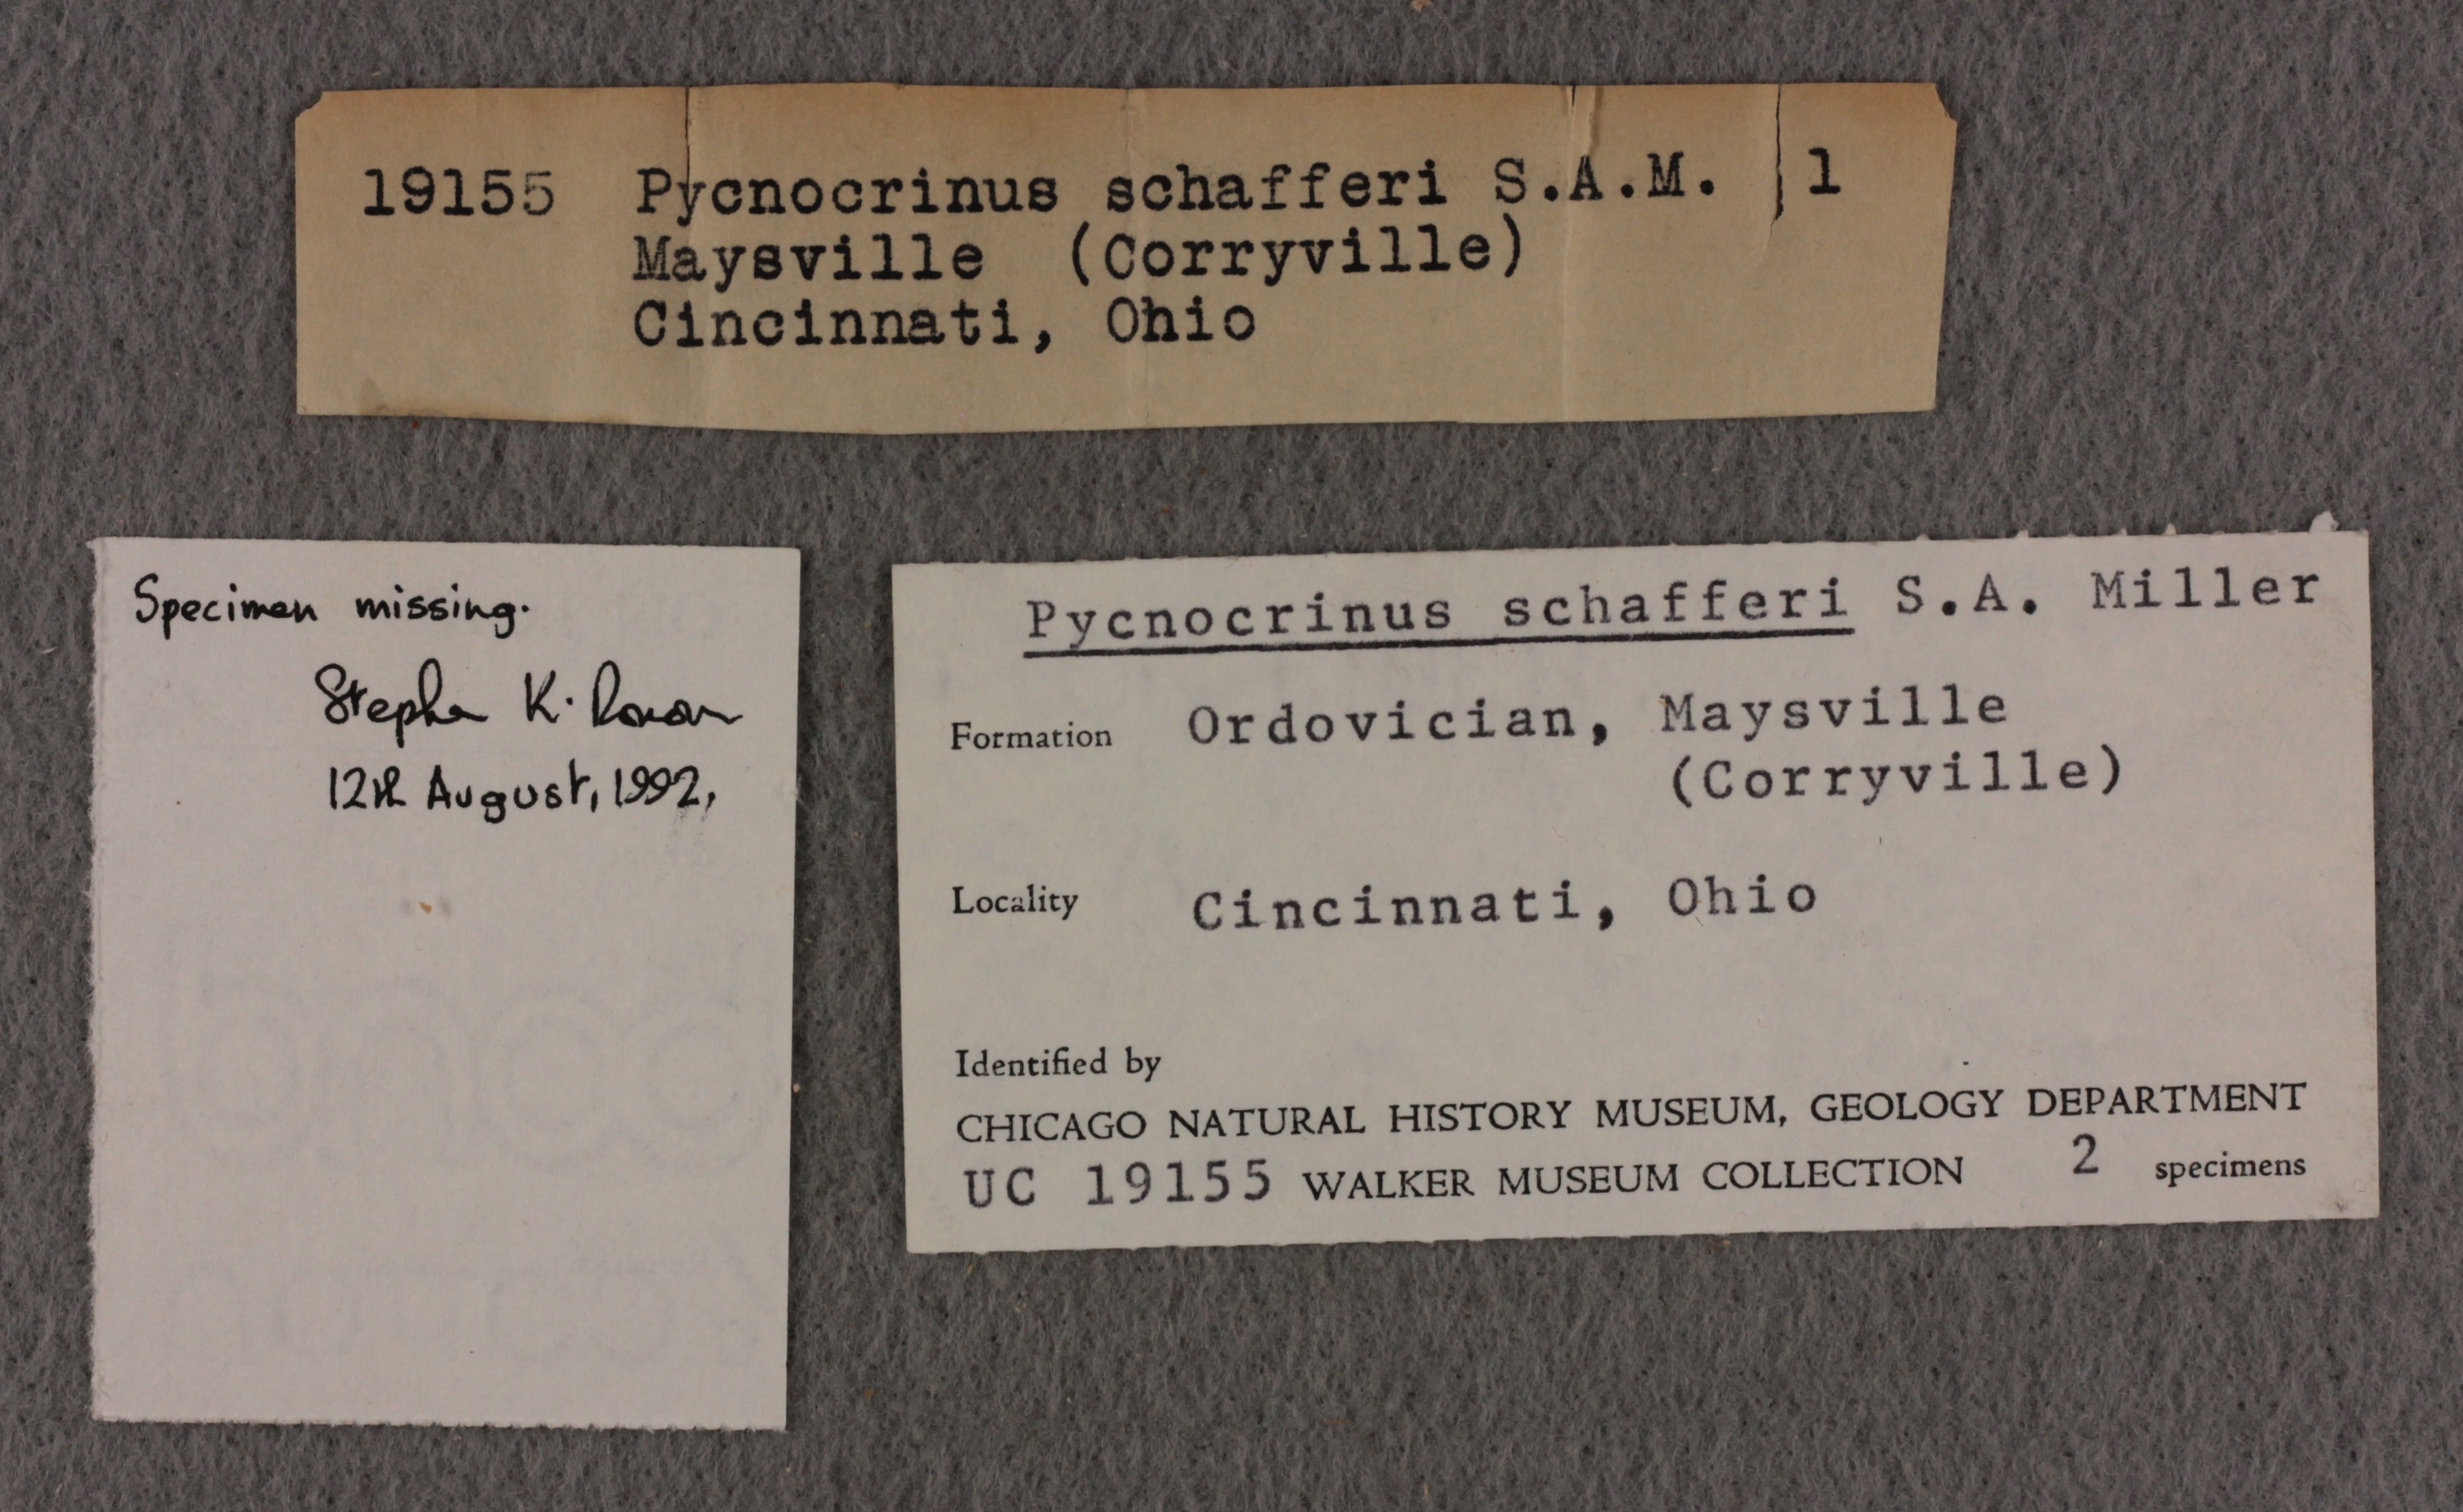 19155 Pycnocrinus schafferi S.A.M. 1
Maysville (Corryville)
Cincinnati, Ohio
Specimen missing.
Stephen K. Donovan
12th August, 1992.
Pycnocrinus schafferi S.A. Miller
Formation Ordovician, Maysville
(Corryville)
Locality Cincinnati, Ohio
Identified by
CHICAGO NATURAL HISTORY MUSEUM, GEOLOGY DEPARTMENT
UC 19155 WALKER MUSEUM COLLECTION 2 specimens